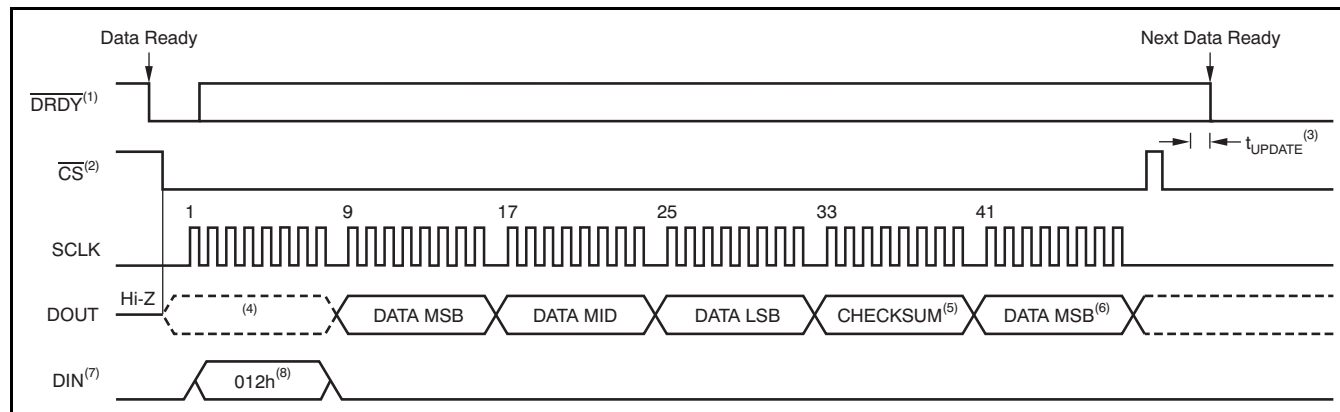 Data Ready
Next Data Ready
DRDY(1)
tUPDATE(3)
CS(2)
1 9 17 25 33 41
SCLK
Hi-Z
DOUT (4) DATA MSB DATA MID DATA LSB CHECKSUM(5) DATA MSB(6)
DIN(7) 012h(8)